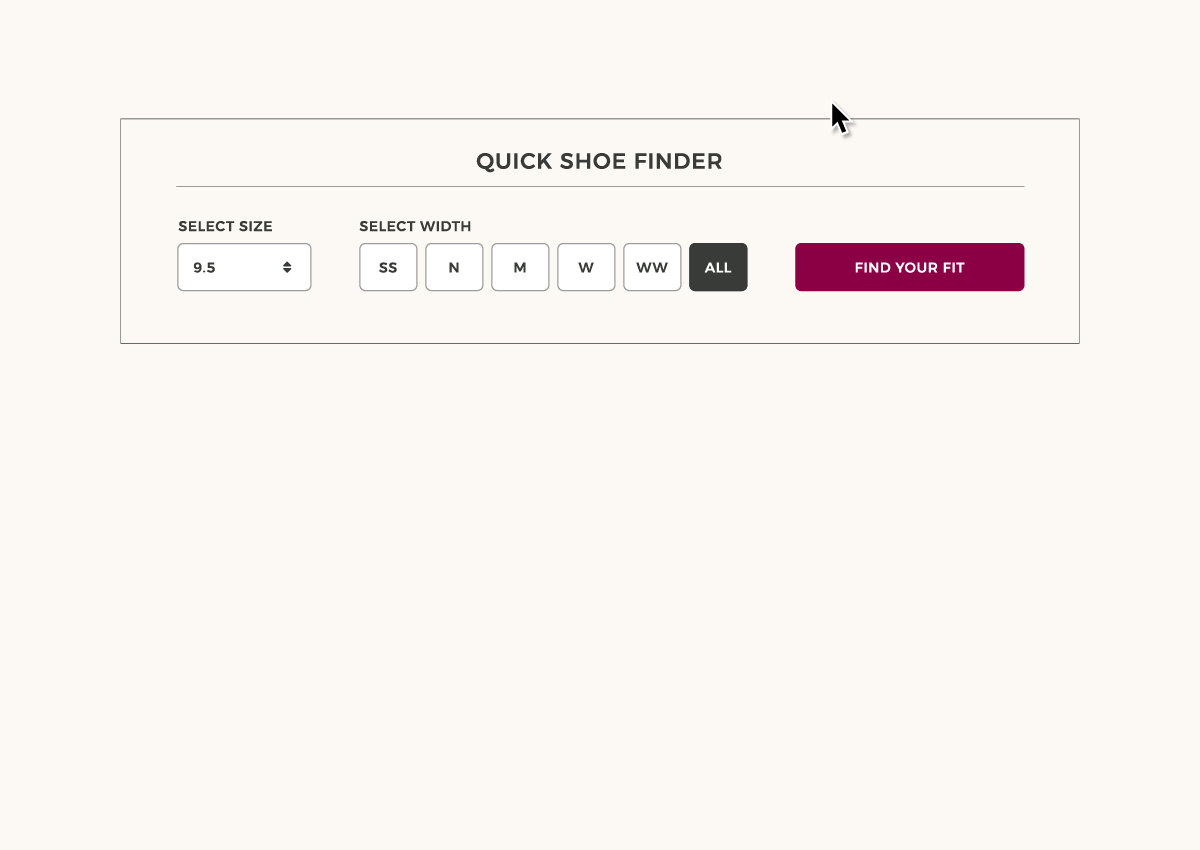 QUICK SHOE FINDER
SELECT SIZE
SELECT WIDTH
9.5
SS
N
M
W
WW
ALL
FIND YOUR FIT